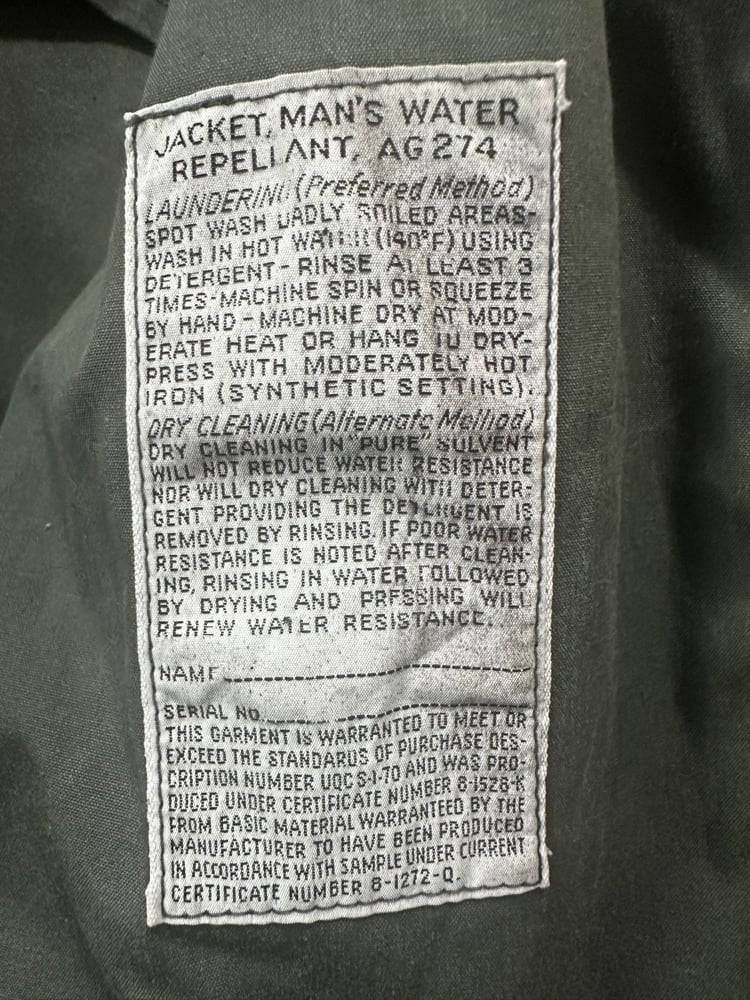 JACKET, MAN'S WATER
REPELLANT, AG 274
LAUNDERING (Preferred Method)
SPOT WASH BADLY SOILED AREAS-
WASH IN HOT WATER (140°F) USING
DETERGENT - RINSE AT LEAST 3
TIMES-MACHINE SPIN OR SQUEEZE
BY HAND - MACHINE DRY AT MOD-
ERATE HEAT OR HANG TO DRY-
PRESS WITH MODERATELY HOT
IRON (SYNTHETIC SETTING).
DRY CLEANING (Alternate Method)
DRY CLEANING IN "PURE" SOLVENT
WILL NOT REDUCE WATER RESISTANCE
NOR WILL DRY CLEANING WITH DETER-
GENT PROVIDING THE DETERGENT IS
REMOVED BY RINSING. IF POOR WATER
RESISTANCE IS NOTED AFTER CLEAN-
ING, RINSING IN WATER FOLLOWED
BY DRYING AND PRESSING WILL
RENEW WATER RESISTANCE.
NAME
SERIAL NO.
THIS GARMENT IS WARRANTED TO MEET OR
EXCEED THE STANDARDS OF PURCHASE DES-
CRIPTION NUMBER UQC S-1-70 AND WAS PRO-
DUCED UNDER CERTIFICATE NUMBER 8-1528-K
FROM BASIC MATERIAL WARRANTEED BY THE
MANUFACTURER TO HAVE BEEN PRODUCED
IN ACCORDANCE WITH SAMPLE UNDER CURRENT
CERTIFICATE NUMBER 8-1272-Q.